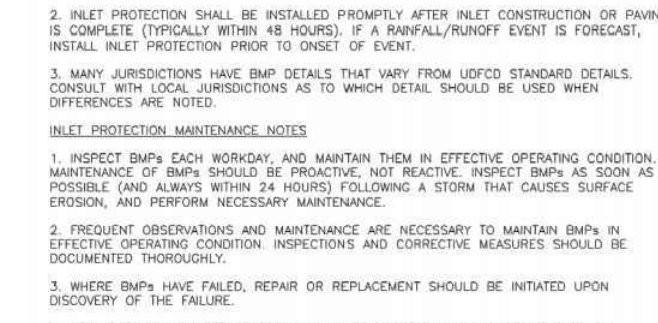 2. INLET PROTECTION SHALL BE INSTALLED PROMPTLY AFTER INLET CONSTRUCTION OR PAVIN
IS COMPLETE (TYPICALLY WITHIN 48 HOURS). IF A RAINFALL/RUNOFF EVENT IS FORECAST,
INSTALL INLET PROTECTION PRIOR TO ONSET OF EVENT.
3. MANY JURISDICTIONS HAVE BMP DETAILS THAT VARY FROM UDFCD STANDARD DETAILS.
CONSULT WITH LOCAL JURISDICTIONS AS TO WHICH DETAIL SHOULD BE USED WHEN
DIFFERENCES ARE NOTED.
INLET PROTECTION MAINTENANCE NOTES
1. INSPECT BMPs EACH WORKDAY, AND MAINTAIN THEM IN EFFECTIVE OPERATING CONDITION.
MAINTENANCE OF BMPs SHOULD BE PROACTIVE, NOT REACTIVE. INSPECT BMPs AS SOON AS
POSSIBLE (AND ALWAYS WITHIN 24 HOURS) FOLLOWING A STORM THAT CAUSES SURFACE
EROSION, AND PERFORM NECESSARY MAINTENANCE.
2. FREQUENT OBSERVATIONS AND MAINTENANCE ARE NECESSARY TO MAINTAIN BMPs IN
EFFECTIVE OPERATING CONDITION. INSPECTIONS AND CORRECTIVE MEASURES SHOULD BE
DOCUMENTED THOROUGHLY.
3. WHERE BMPs HAVE FAILED, REPAIR OR REPLACEMENT SHOULD BE INITIATED UPON
DISCOVERY OF THE FAILURE.